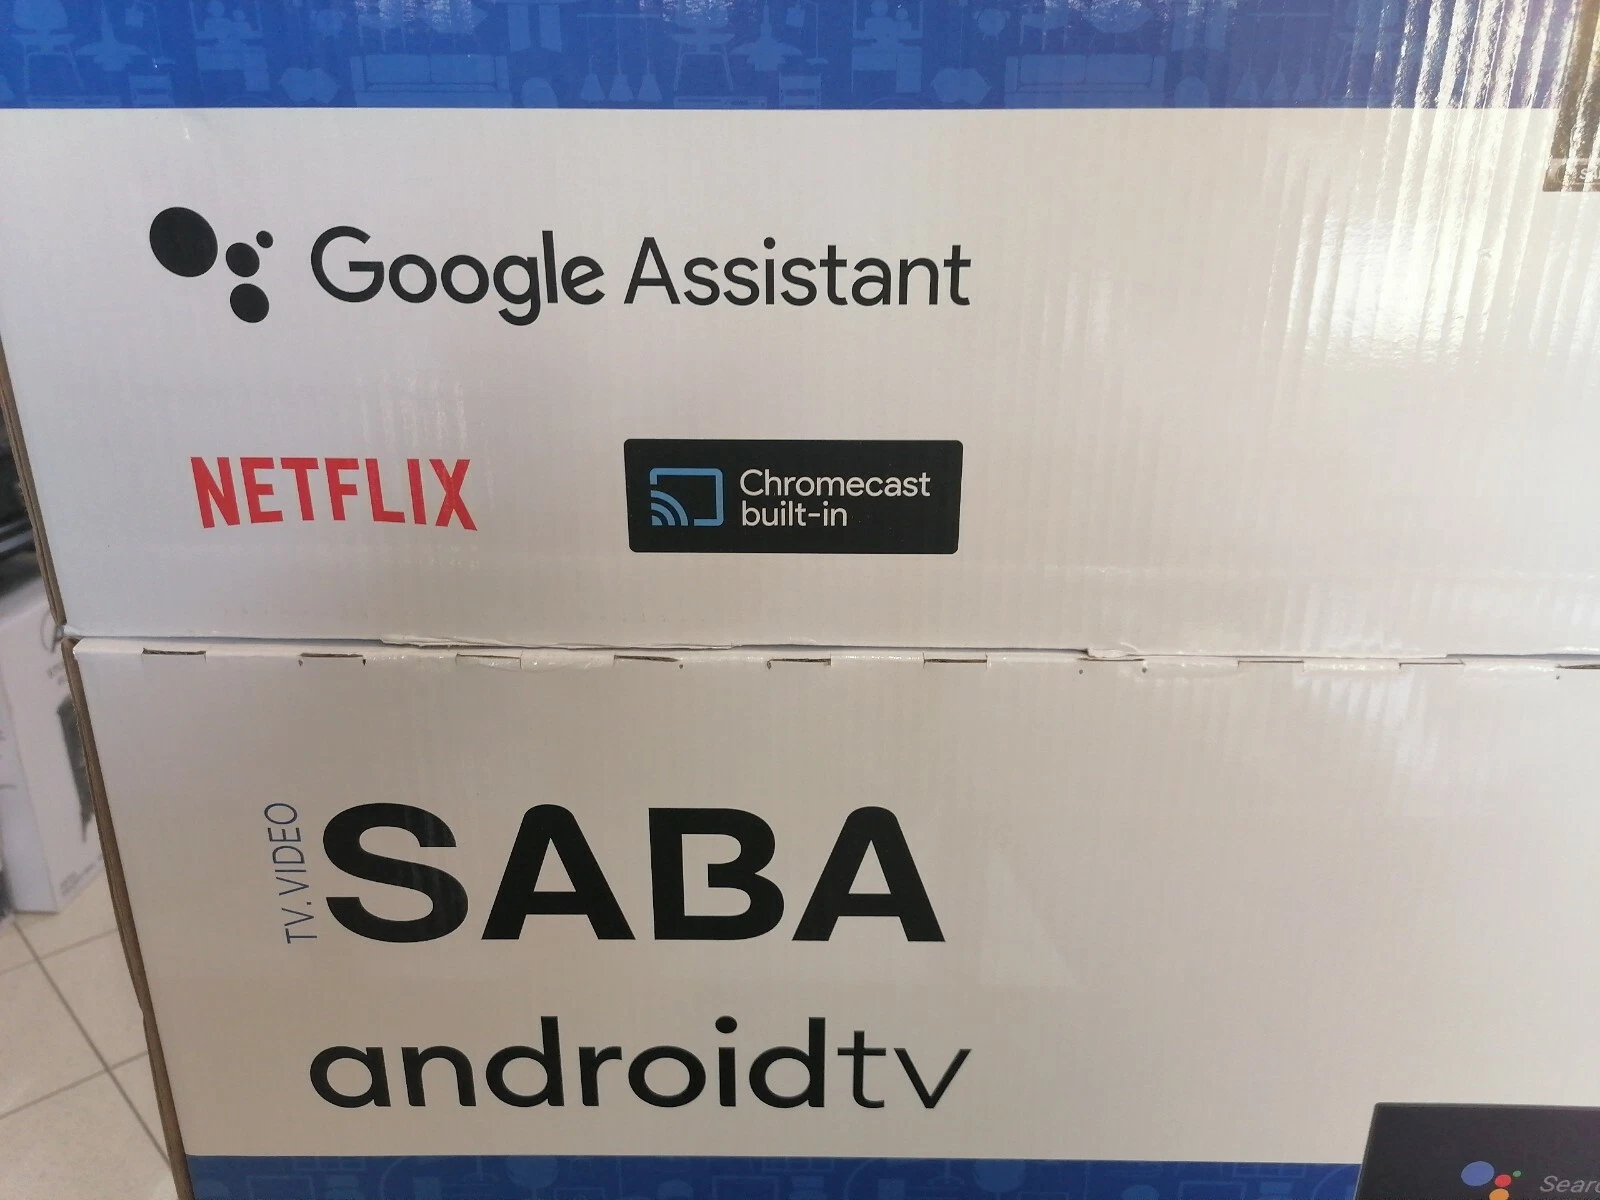 Google Assistant
NETFLIX
Chromecast
built-in
TV. VIDEO
SABA
androidtv